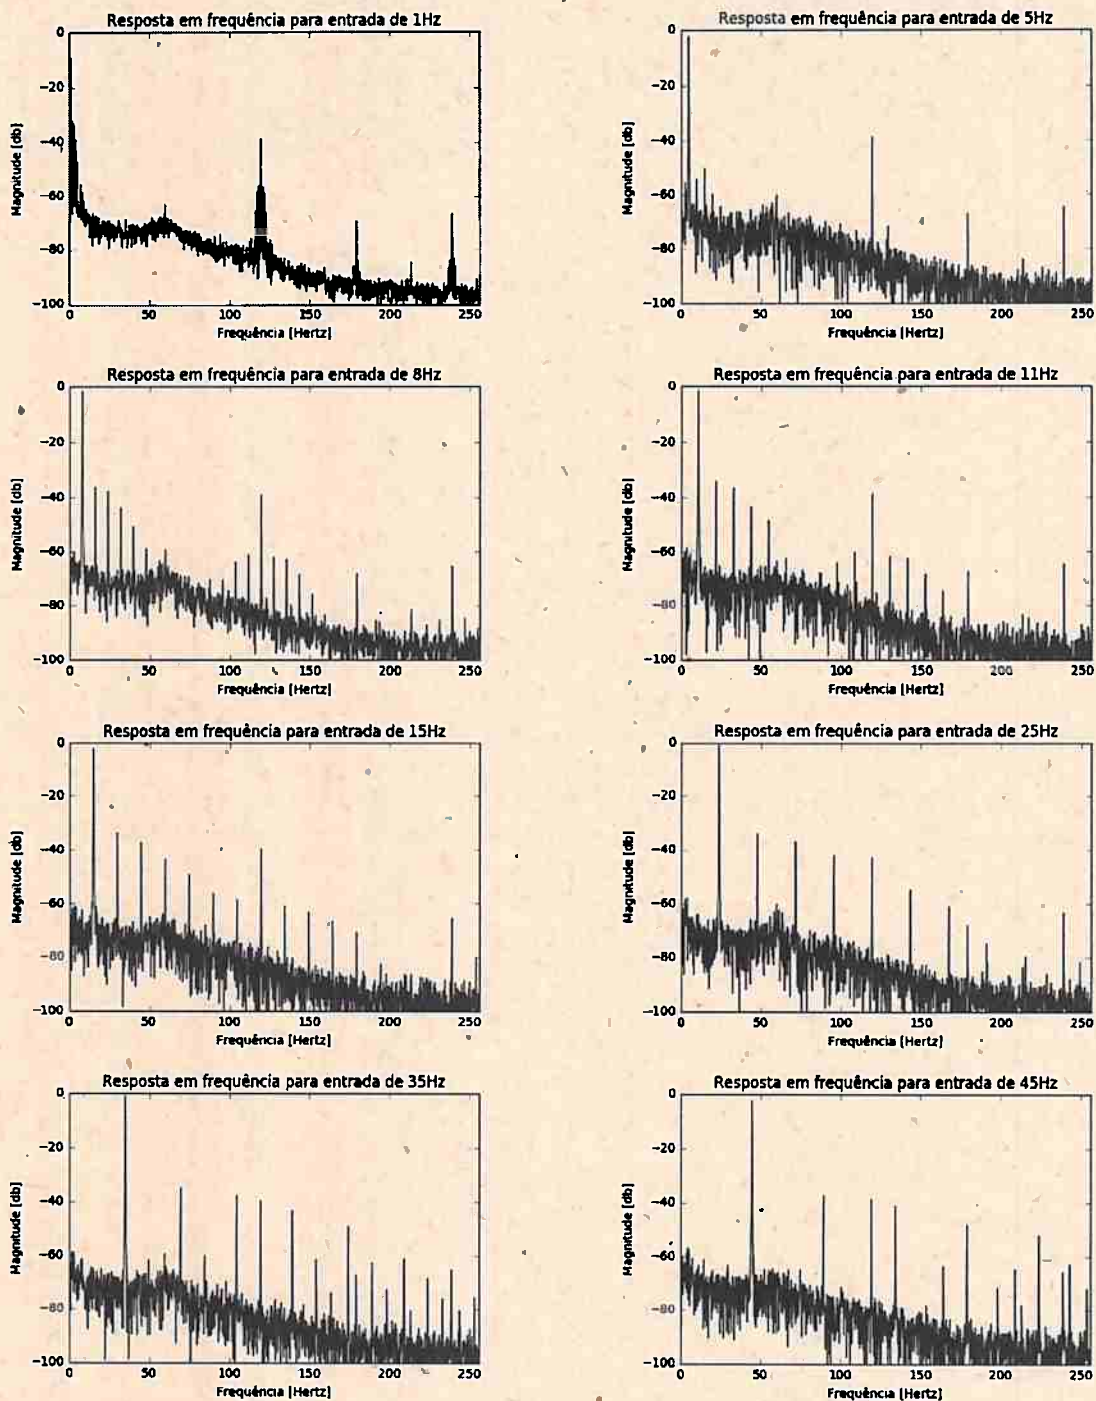 Resposta em frequência para entrada de 1Hz
0
−20
−40
−60
−80
−100
Magnitude [db]
0 50 100 150 200 250
Frequência [Hertz]
Resposta em frequência para entrada de 5Hz
0
−20
−40
−60
−80
−100
Magnitude [db]
0 50 100 150 200 250
Frequência [Hertz]
Resposta em frequência para entrada de 8Hz
0
−20
−40
−60
−80
−100
Magnitude [db]
0 50 100 150 200 250
Frequência [Hertz]
Resposta em frequência para entrada de 11Hz
0
−20
−40
−60
−80
−100
Magnitude [db]
0 50 100 150 200 250
Frequência [Hertz]
Resposta em frequência para entrada de 15Hz
0
−20
−40
−60
−80
−100
Magnitude [db]
0 50 100 150 200 250
Frequência [Hertz]
Resposta em frequência para entrada de 25Hz
0
−20
−40
−60
−80
−100
Magnitude [db]
0 50 100 150 200 250
Frequência [Hertz]
Resposta em frequência para entrada de 35Hz
0
−20
−40
−60
−80
−100
Magnitude [db]
0 50 100 150 200 250
Frequência [Hertz]
Resposta em frequência para entrada de 45Hz
0
−20
−40
−60
−80
−100
Magnitude [db]
0 50 100 150 200 250
Frequência [Hertz]